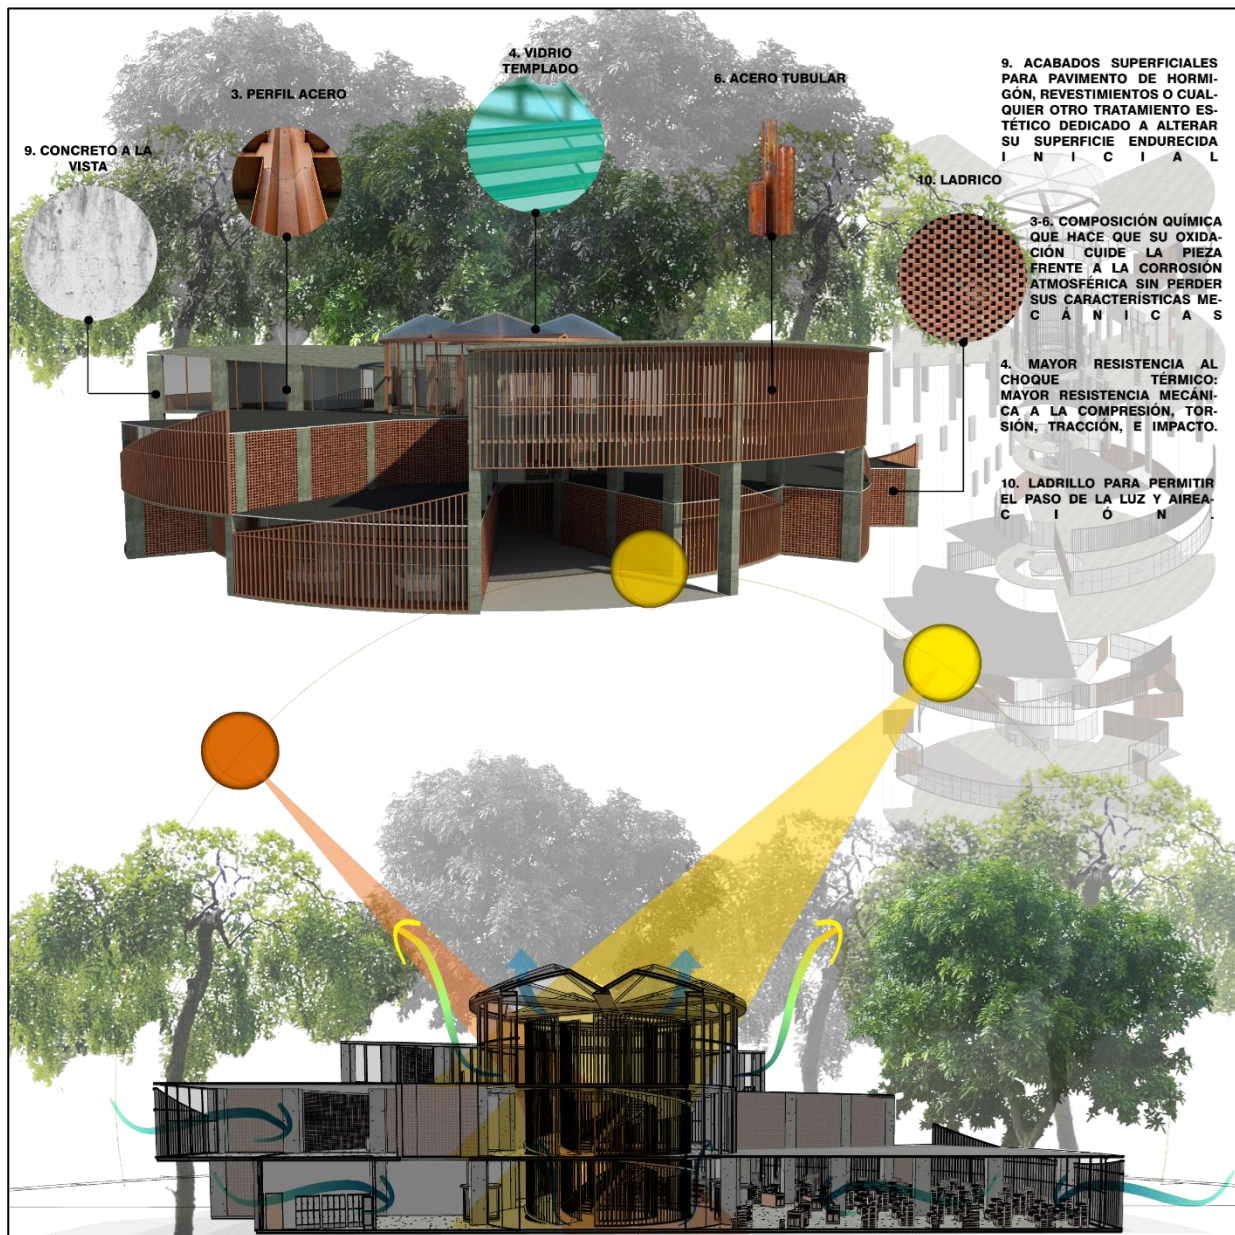 4. VIDRIO
TEMPLADO
3. PERFIL ACERO
6. ACERO TUBULAR
9. CONCRETO A LA
VISTA
10. LADRICO
9. ACABADOS SUPERFICIALES
PARA PAVIMENTO DE HORMI-
GÓN, REVESTIMIENTOS O CUAL-
QUIER OTRO TRATAMIENTO ES-
TÉTICO DEDICADO A ALTERAR
SU SUPERFICIE ENDURECIDA
I N I C I A L
3-6. COMPOSICIÓN QUÍMICA
QUE HACE QUE SU OXIDA-
CIÓN CUIDE LA PIEZA
FRENTE A LA CORROSIÓN
ATMOSFÉRICA SIN PERDER
SUS CARACTERÍSTICAS ME-
C Á N I C A S
4. MAYOR RESISTENCIA AL
CHOQUE TÉRMICO:
MAYOR RESISTENCIA MECÁNI-
CA A LA COMPRESIÓN, TOR-
SIÓN, TRACCIÓN, E IMPACTO.
10. LADRILLO PARA PERMITIR
EL PASO DE LA LUZ Y AIREA-
C I Ó N .